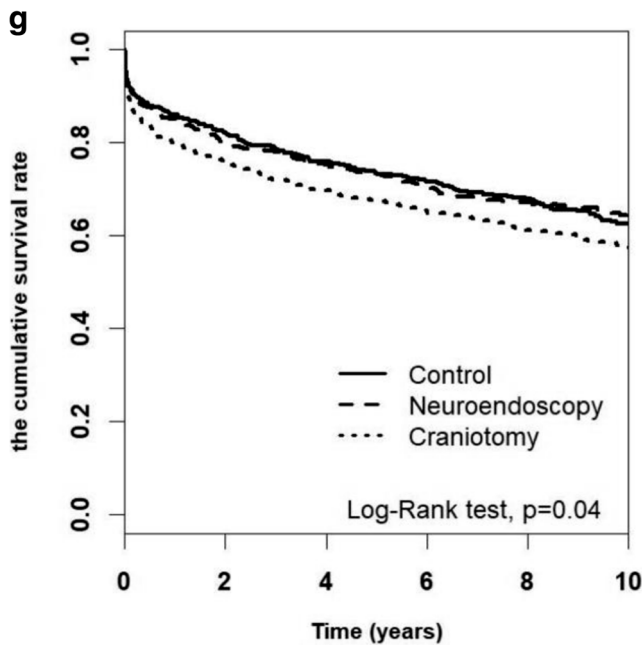 g
the cumulative survival rate
1.0
0.8
0.6
0.4
0.2
0.0
Control
Neuroendoscopy
Craniotomy
Log-Rank test, p=0.04
0 2 4 6 8 10
Time (years)